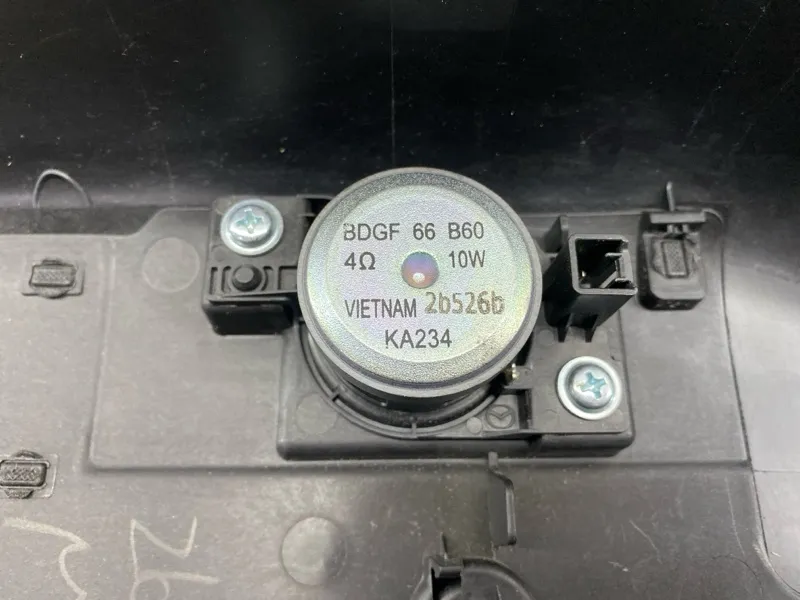 BDGF 66 B60
4Ω 10W
VIETNAM 2b526b
KA234